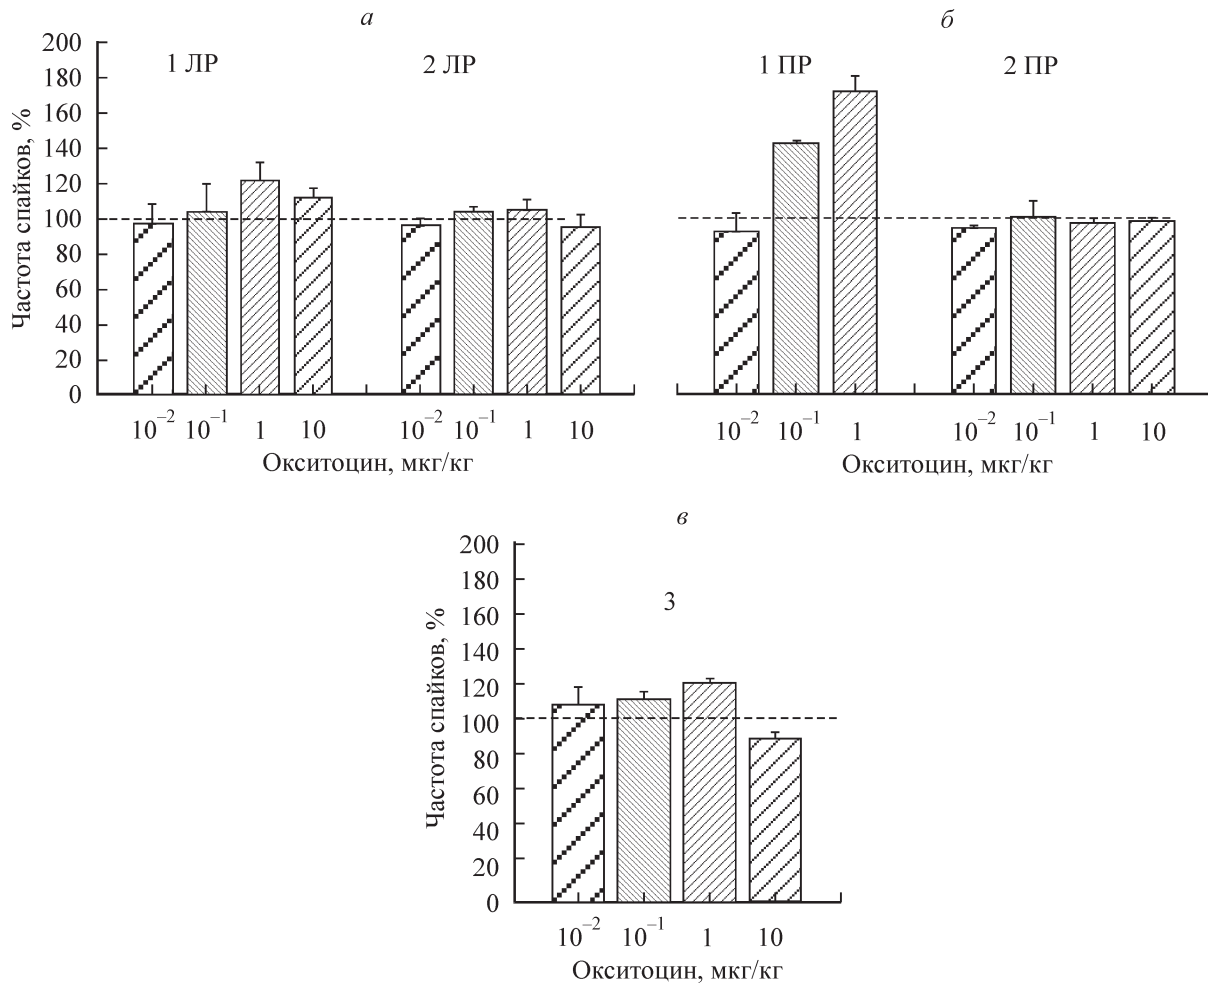 а
1 ЛР
2 ЛР
Частота спайков, %
200
180
160
140
120
100
80
60
40
20
0
10⁻² 10⁻¹ 1 10 10⁻² 10⁻¹ 1 10
Окситоцин, мкг/кг
б
1 ПР
2 ПР
10⁻² 10⁻¹ 1 10⁻² 10⁻¹ 1 10
Окситоцин, мкг/кг
в
3
Частота спайков, %
200
180
160
140
120
100
80
60
40
20
0
10⁻² 10⁻¹ 1 10
Окситоцин, мкг/кг